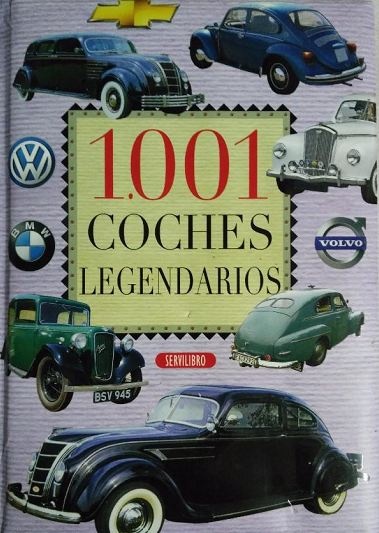 1.001
COCHES
LEGENDARIOS
BMW
VOLVO
BSV 945
SERVILIBRO